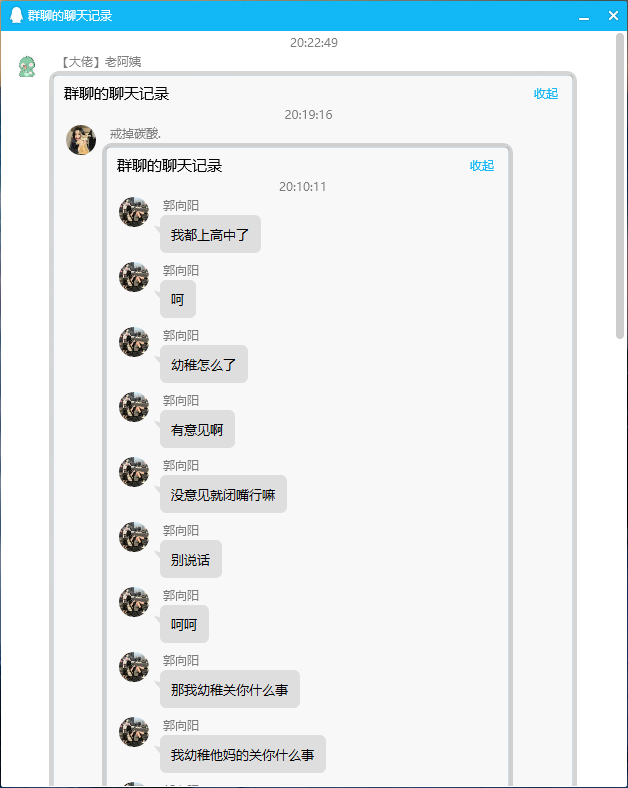 群聊的聊天记录
20:22:49
【大佬】老阿姨
群聊的聊天记录 收起
20:19:16
戒掉碳酸.
群聊的聊天记录 收起
20:10:11
郭向阳
我都上高中了
郭向阳
呵
郭向阳
幼稚怎么了
郭向阳
有意见啊
郭向阳
没意见就闭嘴行嘛
郭向阳
别说话
郭向阳
呵呵
郭向阳
那我幼稚关你什么事
郭向阳
我幼稚他妈的关你什么事